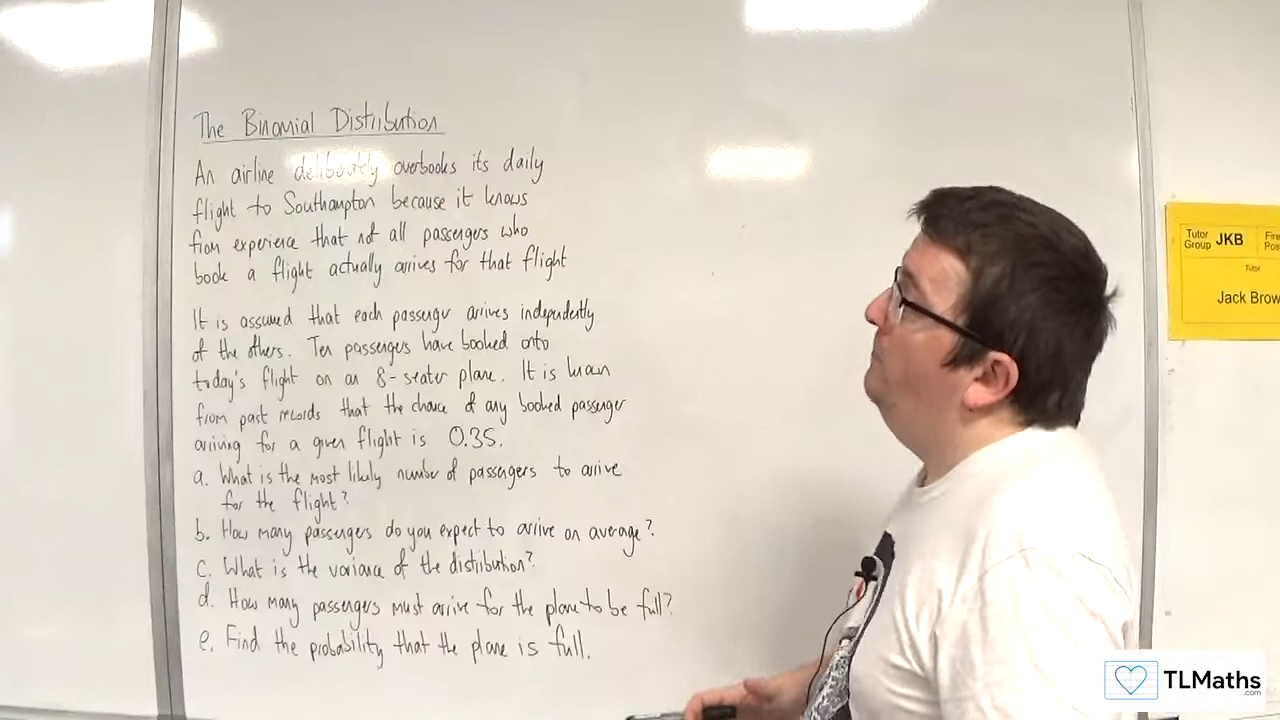 The Binomial Distribution
An airline deliberately overbooks its daily
flight to Southampton because it knows
from experience that not all passengers who
book a flight actually arrives for that flight
It is assumed that each passenger arrives independently
of the others. Ten passengers have booked onto
today's flight on an 8-seater plane. It is known
from past records that the chance of any booked passenger
arriving for a given flight is 0.35.
a. What is the most likely number of passengers to arrive
for the flight?
b. How many passengers do you expect to arrive on average?
c. What is the variance of the distribution?
d. How many passengers must arrive for the plane to be full?
e. Find the probability that the plane is full.
Tutor
Group JKB
Fire
Tutor
Jack Brow
TLMaths
.com